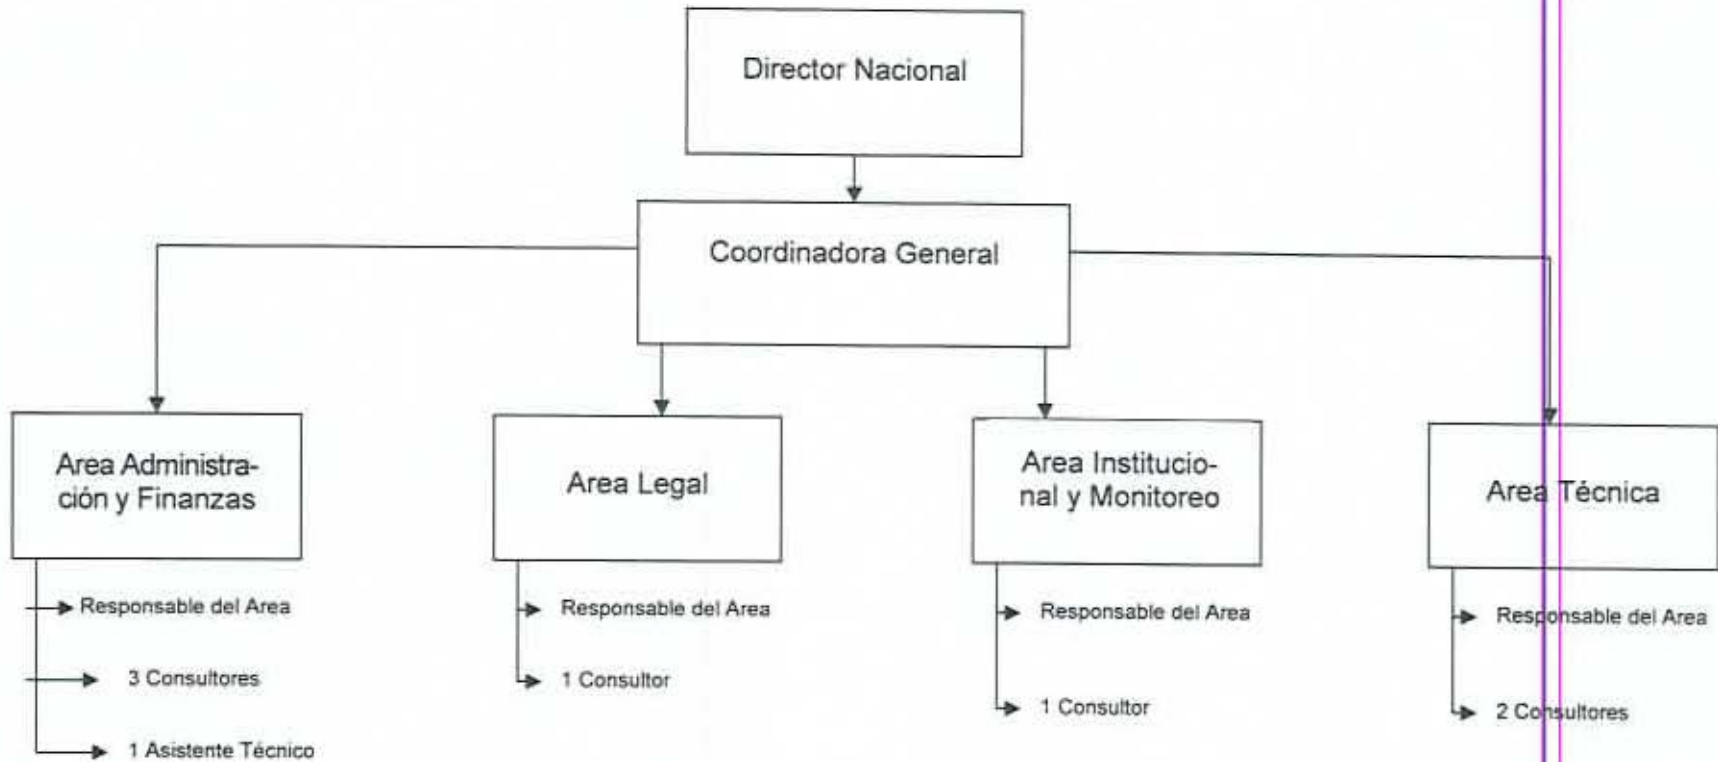 Director Nacional
Coordinadora General
Area Administra-
ción y Finanzas
Area Legal
Area Institucio-
nal y Monitoreo
Area Técnica
Responsable del Area
3 Consultores
1 Asistente Técnico
Responsable del Area
1 Consultor
Responsable del Area
1 Consultor
Responsable del Area
2 Consultores